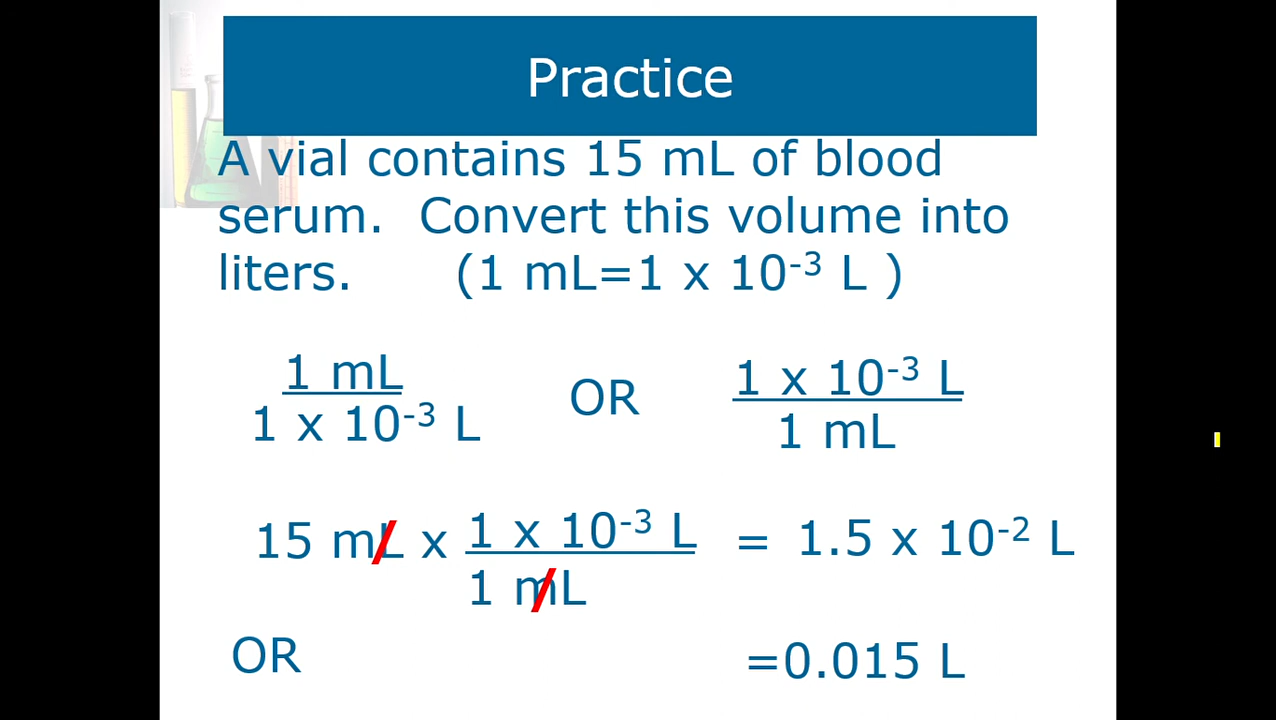 Practice
A vial contains 15 mL of blood
serum. Convert this volume into
liters. (1 mL=1 x 10⁻³ L )
1 mL
1 x 10⁻³ L
OR
1 x 10⁻³ L
1 mL
15 mL x 1 x 10⁻³ L = 1.5 x 10⁻² L
1 mL
OR =0.015 L